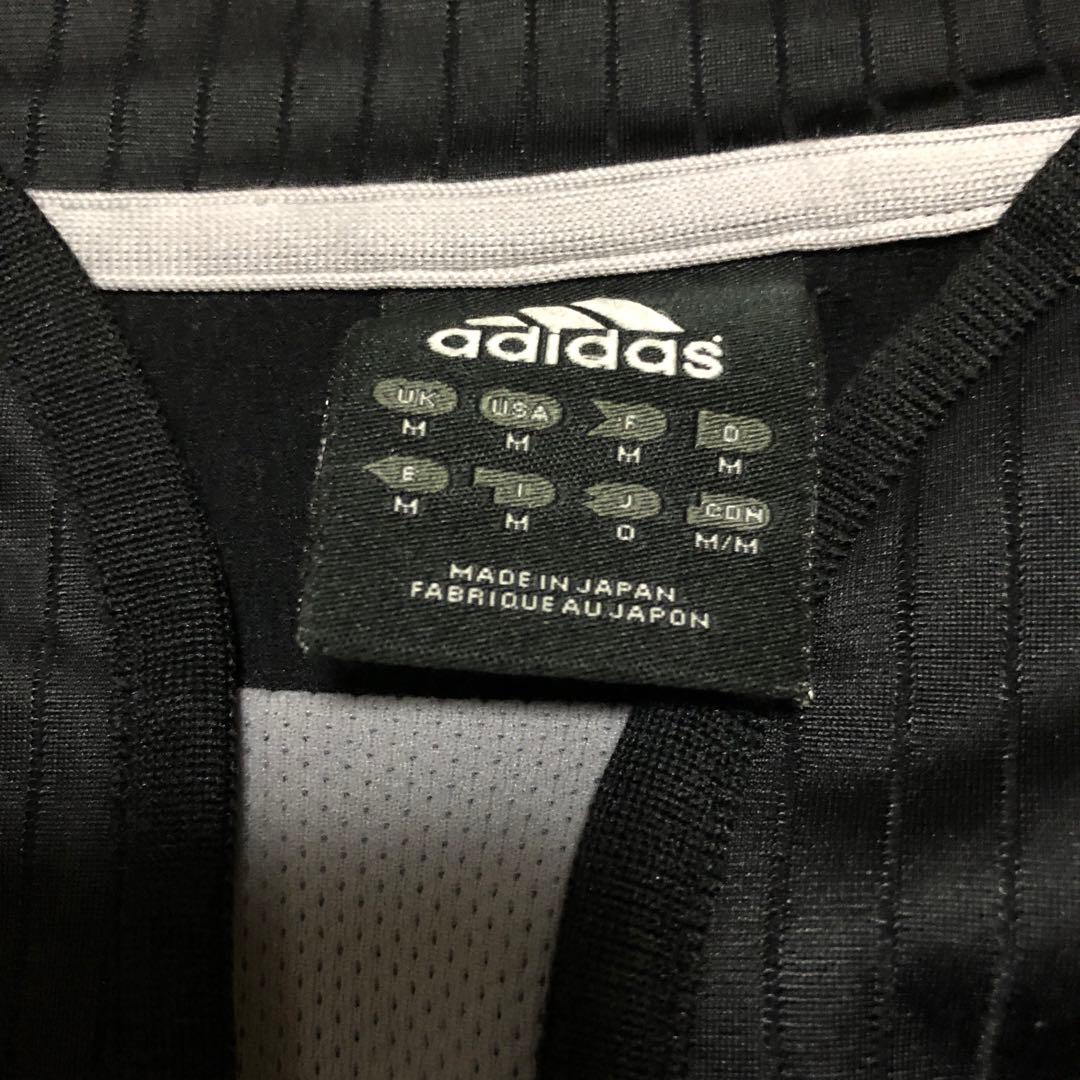 adidas
UK USA F D
M M M M
E I J CDN
M M O M/M
MADE IN JAPAN
FABRIQUE AU JAPON